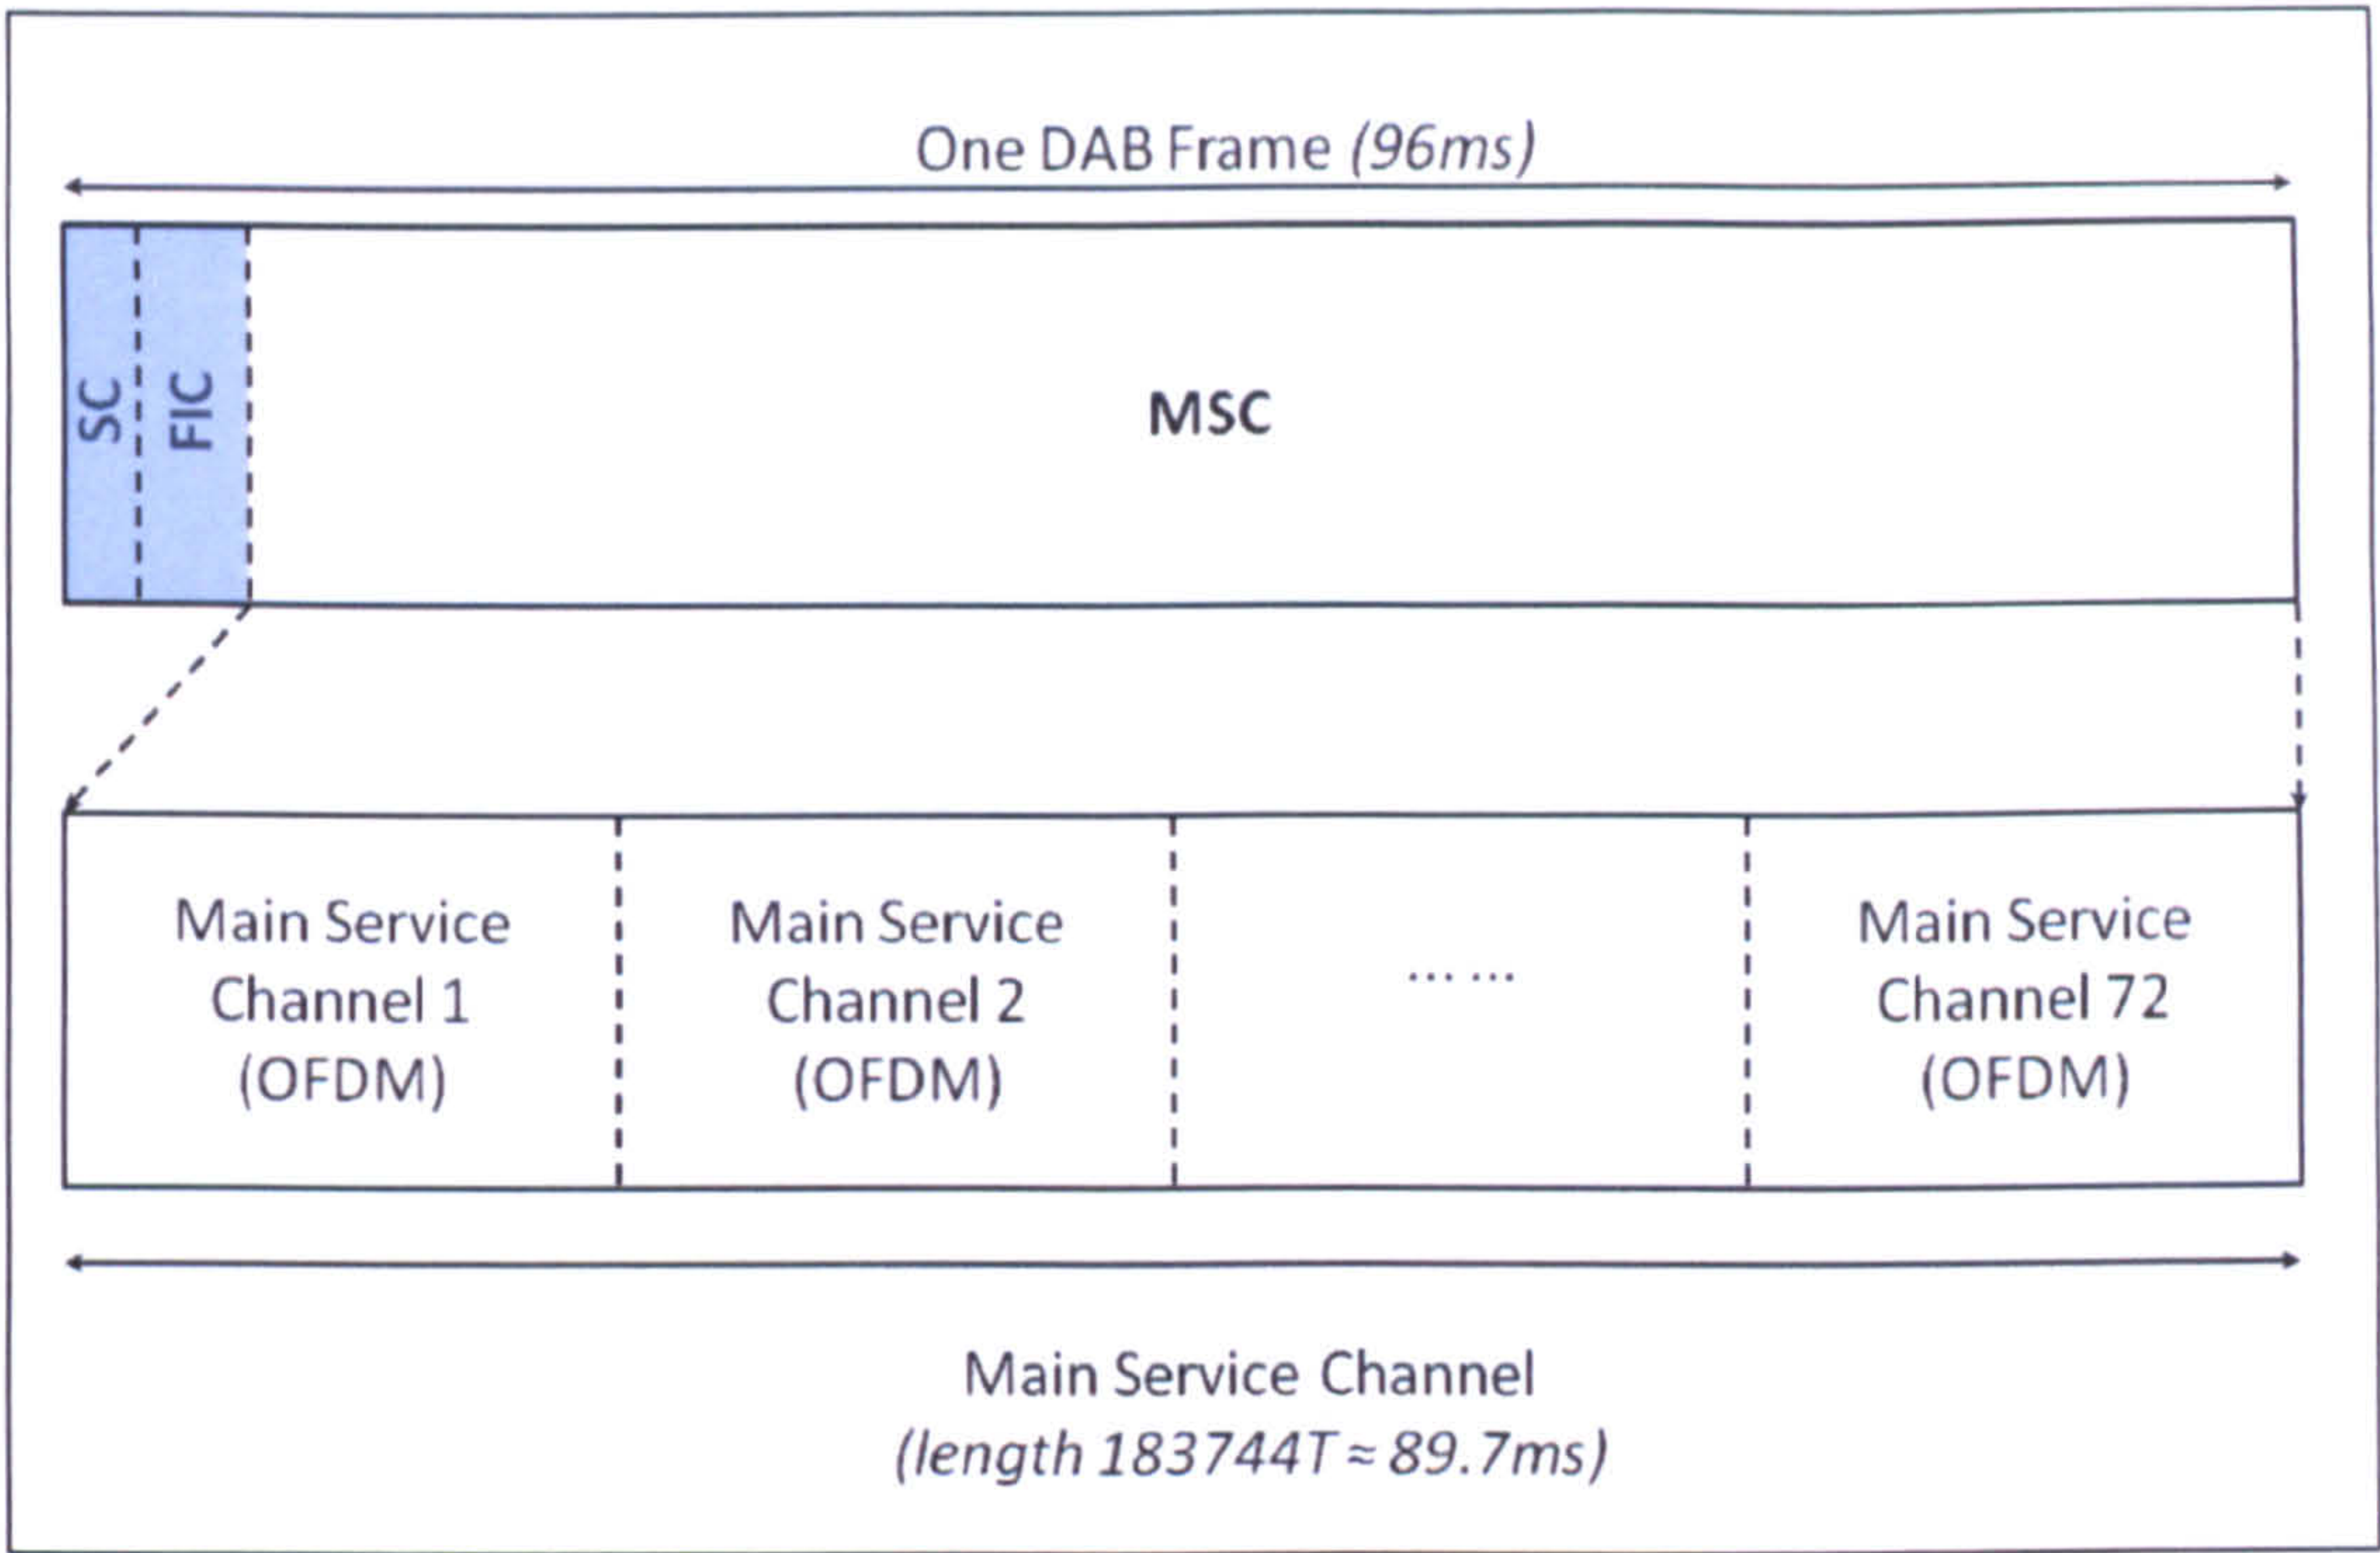 One DAB Frame (96ms)
SC
FIC
MSC
Main Service
Channel 1
(OFDM)
Main Service
Channel 2
(OFDM)
... ...
Main Service
Channel 72
(OFDM)
Main Service Channel
(length 183744T ≈ 89.7ms)